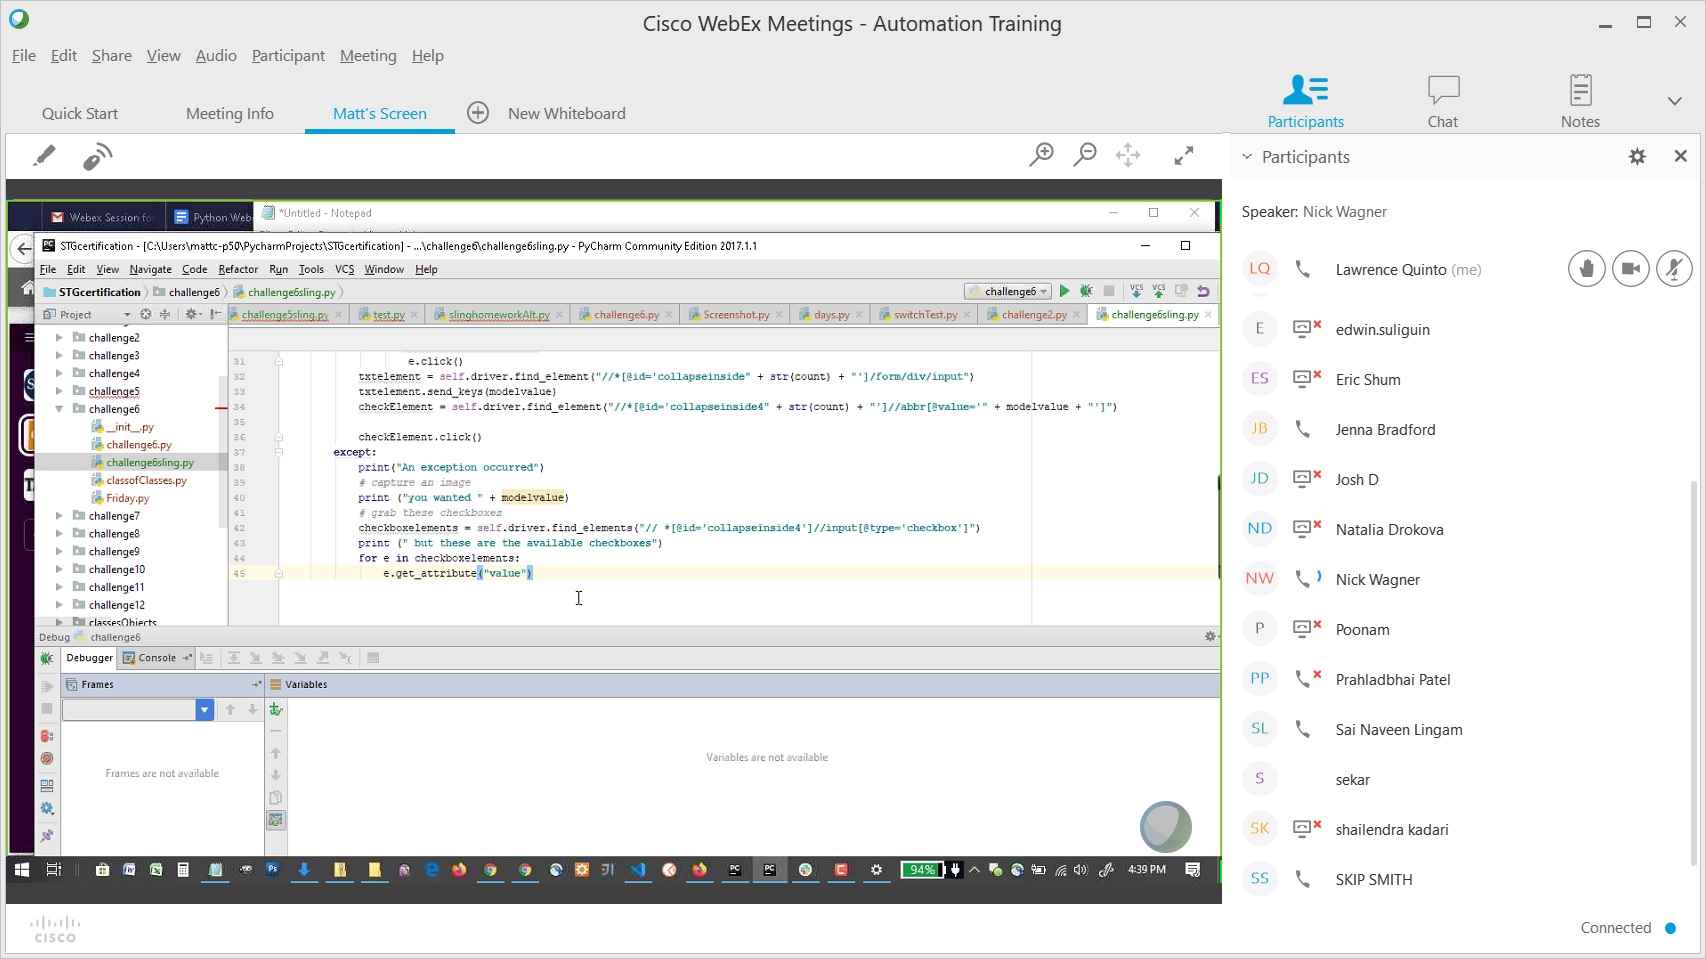 Cisco WebEx Meetings - Automation Training
File Edit Share View Audio Participant Meeting Help
Quick Start Meeting Info Matt's Screen New Whiteboard
Participants Chat Notes
Participants
Speaker: Nick Wagner
LQ Lawrence Quinto (me)
E edwin.suliguin
ES Eric Shum
JB Jenna Bradford
JD Josh D
ND Natalia Drokova
NW Nick Wagner
P Poonam
PP Prahladbhai Patel
SL Sai Naveen Lingam
S sekar
SK shailendra kadari
SS SKIP SMITH
Connected
Webex Session fo Python Web *Untitled - Notepad
PC STGcertification - [C:\Users\mattc-p50\PycharmProjects\STGcertification] - ...\challenge6\challenge6sling.py - PyCharm Community Edition 2017.1.1
File Edit View Navigate Code Refactor Run Tools VCS Window Help
STGcertification challenge6 challenge6sling.py challenge6 VCS VCS
Project challenge5sling.py test.py slinghomeworkAlt.py challenge6.py Screenshot.py days.py switchTest.py challenge2.py challenge6sling.py
challenge2
challenge3
challenge4
challenge5
challenge6
__init__.py
challenge6.py
challenge6sling.py
classofClasses.py
Friday.py
challenge7
challenge8
challenge9
challenge10
challenge11
challenge12
classesObjects
31 e.click()
32 txtelement = self.driver.find_element("//*[@id='collapseinside" + str(count) + "']/form/div/input")
33 txtelement.send_keys(modelvalue)
34 checkElement = self.driver.find_element("//*[@id='collapseinside4" + str(count) + "']//abbr[@value='" + modelvalue + "']")
35
36 checkElement.click()
37 except:
38 print("An exception occurred")
39 # capture an image
40 print ("you wanted " + modelvalue)
41 # grab these checkboxes
42 checkboxelements = self.driver.find_elements("// *[@id='collapseinside4']//input[@type='checkbox']")
43 print (" but these are the available checkboxes")
44 for e in checkboxelements:
45 e.get_attribute("value")
Debug challenge6
Debugger Console
Frames Variables
Frames are not available
Variables are not available
94% 4:39 PM
CISCO